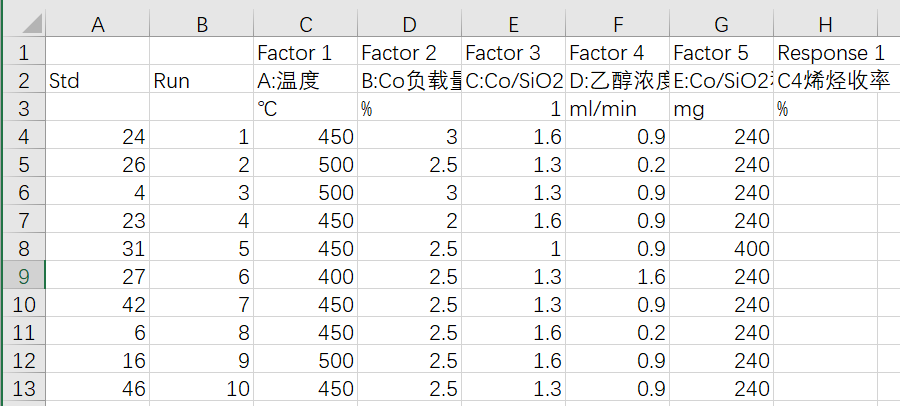 A B C D E F G H
1 Factor 1 Factor 2 Factor 3 Factor 4 Factor 5 Response 1
2 Std Run A:温度 B:Co负载量 C:Co/SiO2 D:乙醇浓度 E:Co/SiO2 C4烯烃收率
3 ℃ % 1 ml/min mg %
4 24 1 450 3 1.6 0.9 240
5 26 2 500 2.5 1.3 0.2 240
6 4 3 500 3 1.3 0.9 240
7 23 4 450 2 1.6 0.9 240
8 31 5 450 2.5 1 0.9 400
9 27 6 400 2.5 1.3 1.6 240
10 42 7 450 2.5 1.3 0.9 240
11 6 8 450 2.5 1.6 0.2 240
12 16 9 500 2.5 1.6 0.9 240
13 46 10 450 2.5 1.3 0.9 240